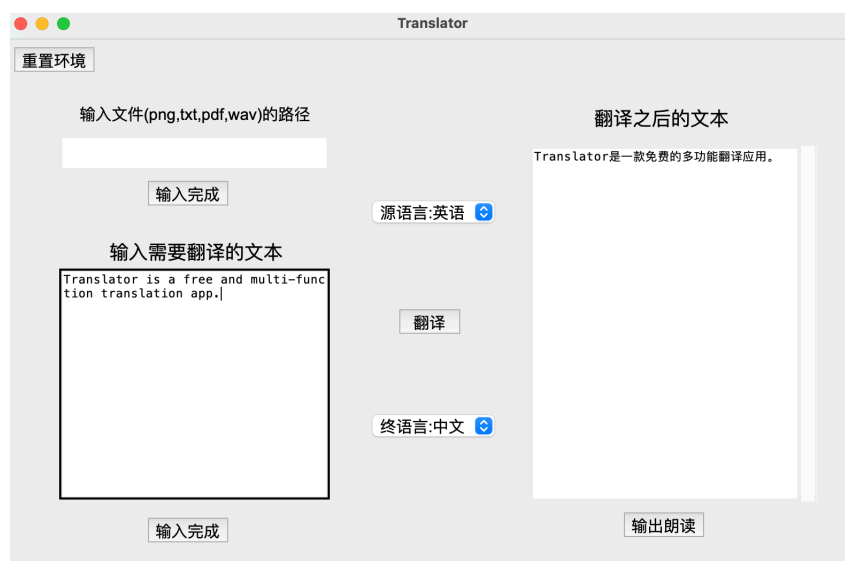 Translator
重置环境
输入文件(png,txt,pdf,wav)的路径
输入完成
输入需要翻译的文本
Translator is a free and multi-func
tion translation app.
输入完成
源语言:英语
翻译
终语言:中文
翻译之后的文本
Translator是一款免费的多功能翻译应用。
输出朗读